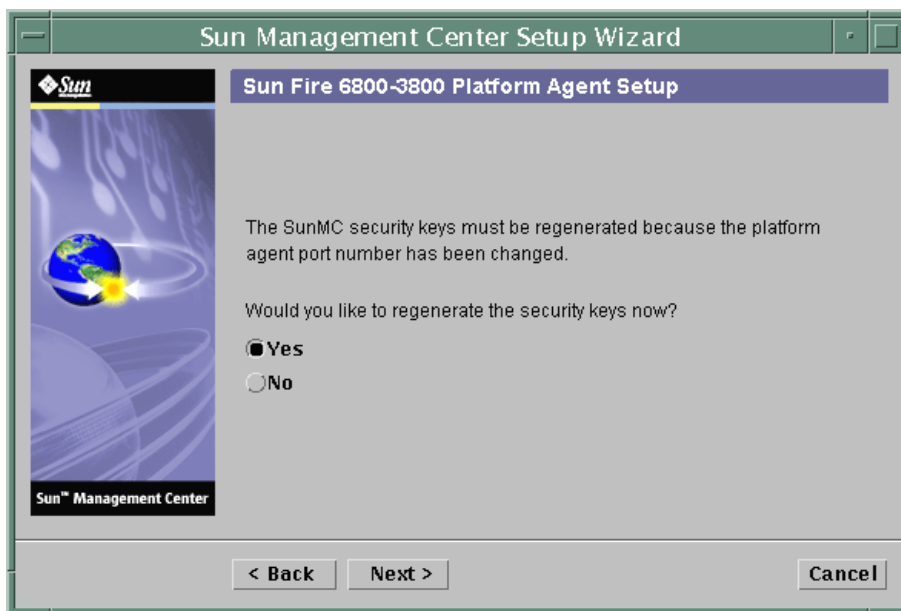 Sun Management Center Setup Wizard
Sun
Sun Fire 6800-3800 Platform Agent Setup
The SunMC security keys must be regenerated because the platform
agent port number has been changed.
Would you like to regenerate the security keys now?
Yes
No
Sun™ Management Center
< Back
Next >
Cancel